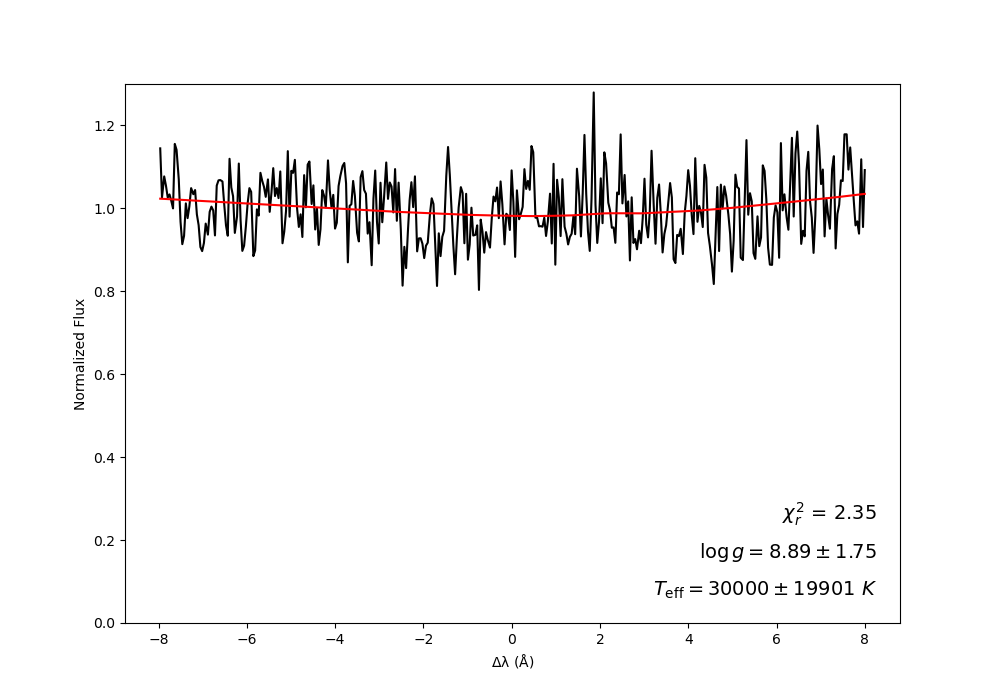 1.2
1.0
0.8
0.6
0.4
0.2
0.0
Normalized Flux
χ²ᵣ = 2.35
log g = 8.89 ± 1.75
T_eff = 30000 ± 19901 K
−8 −6 −4 −2 0 2 4 6 8
Δλ (Å)